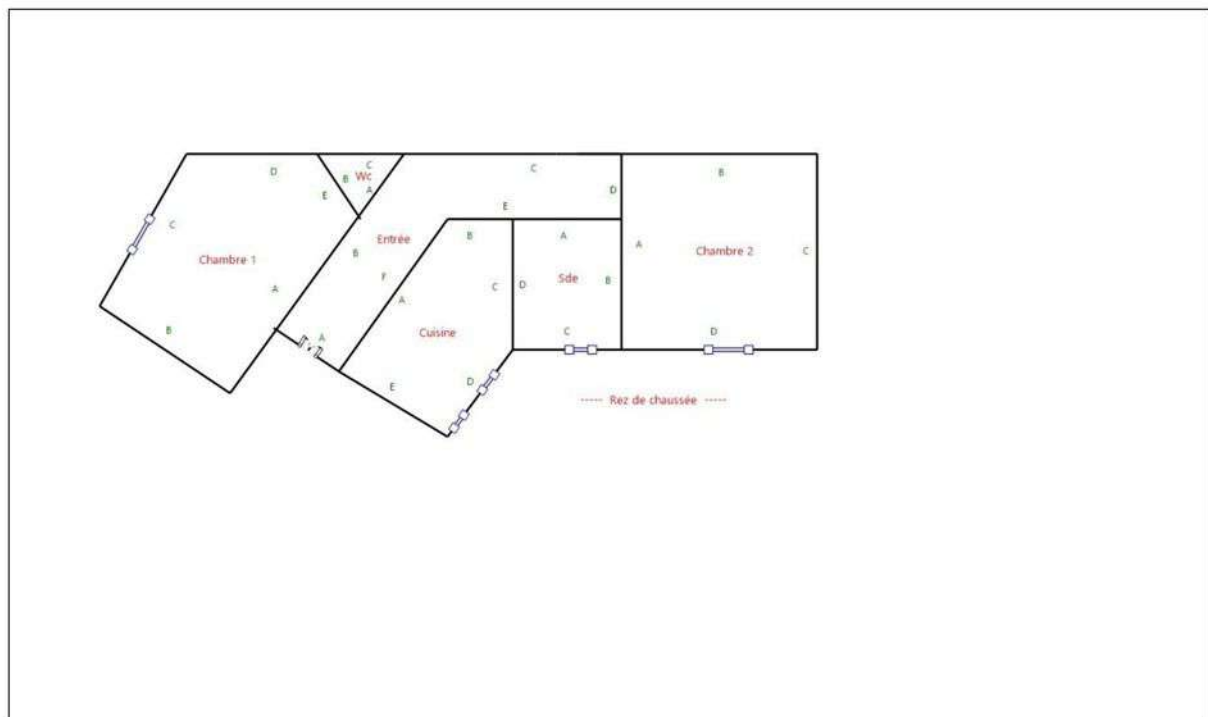 C
B
D
C
B
Wc
A
D
E
E
C
B
Entrée
A
B
A
C
Chambre 1
B
Sde
Chambre 2
F
C
D
B
A
A
B
Cuisine
C
D
A
D
E
----- Rez de chaussée -----